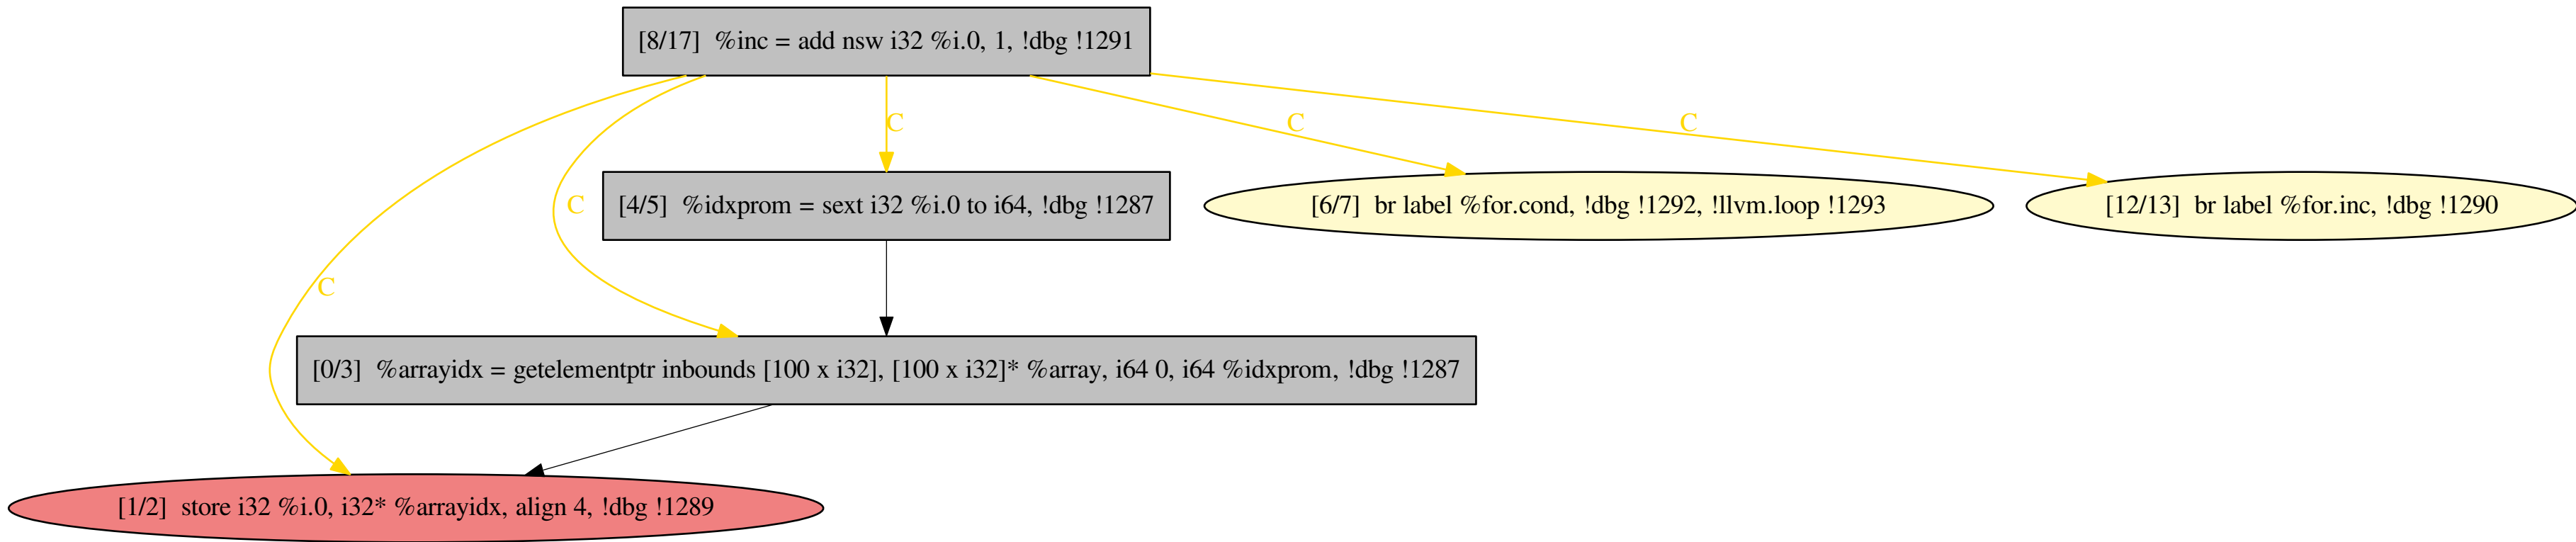 [8/17]  %inc = add nsw i32 %i.0, 1, !dbg !1291
C
C
C
C
[4/5]  %idxprom = sext i32 %i.0 to i64, !dbg !1287
[6/7]  br label %for.cond, !dbg !1292, !llvm.loop !1293
[12/13]  br label %for.inc, !dbg !1290
C
[0/3]  %arrayidx = getelementptr inbounds [100 x i32], [100 x i32]* %array, i64 0, i64 %idxprom, !dbg !1287
[1/2]  store i32 %i.0, i32* %arrayidx, align 4, !dbg !1289